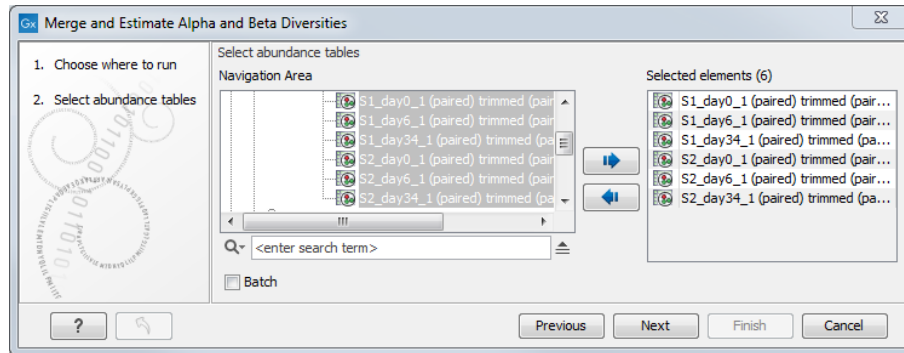 Gx Merge and Estimate Alpha and Beta Diversities
1. Choose where to run
2. Select abundance tables
Select abundance tables
Navigation Area
S1_day0_1 (paired) trimmed (pair
S1_day6_1 (paired) trimmed (pair
S1_day34_1 (paired) trimmed (pa
S2_day0_1 (paired) trimmed (pair
S2_day6_1 (paired) trimmed (pair
S2_day34_1 (paired) trimmed (pa
<enter search term>
Batch
Selected elements (6)
S1_day0_1 (paired) trimmed (pair...
S1_day6_1 (paired) trimmed (pair...
S1_day34_1 (paired) trimmed (pa...
S2_day0_1 (paired) trimmed (pair...
S2_day6_1 (paired) trimmed (pair...
S2_day34_1 (paired) trimmed (pa...
?
Previous
Next
Finish
Cancel